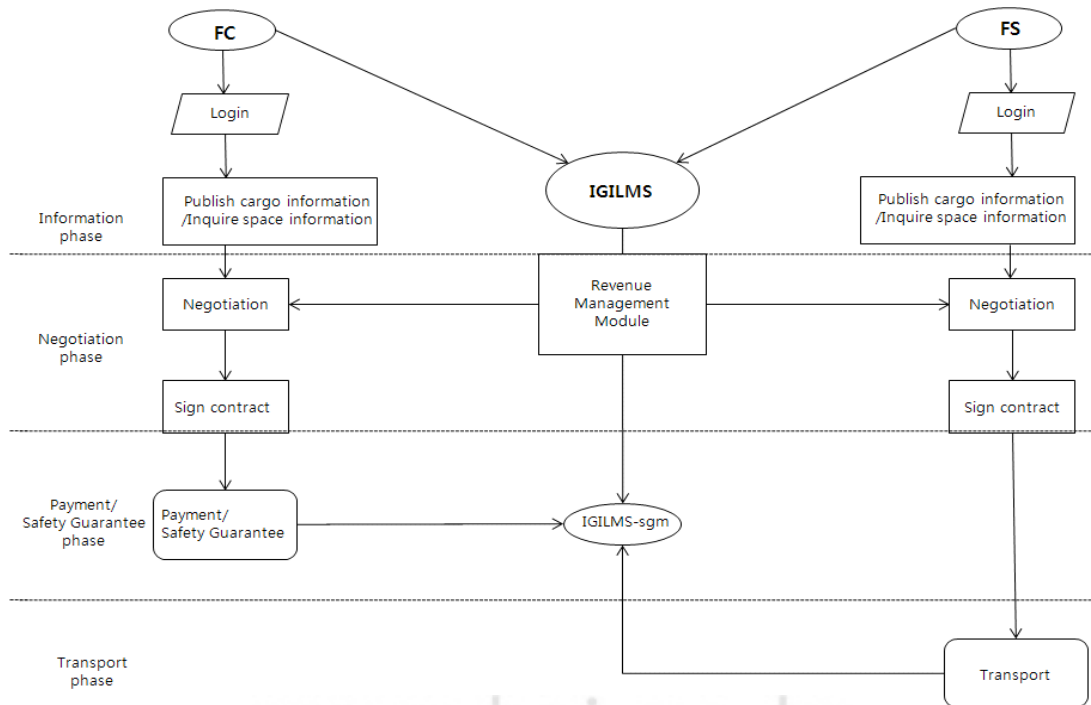 FC
FS
Login
Login
IGILMS
Publish cargo information
/Inquire space information
Publish cargo information
/Inquire space information
Information
phase
Revenue
Management
Module
Negotiation
Negotiation
Negotiation
phase
Sign contract
Sign contract
Payment/
Safety Guarantee
phase
Payment/
Safety Guarantee
IGILMS-sgm
Transport
phase
Transport